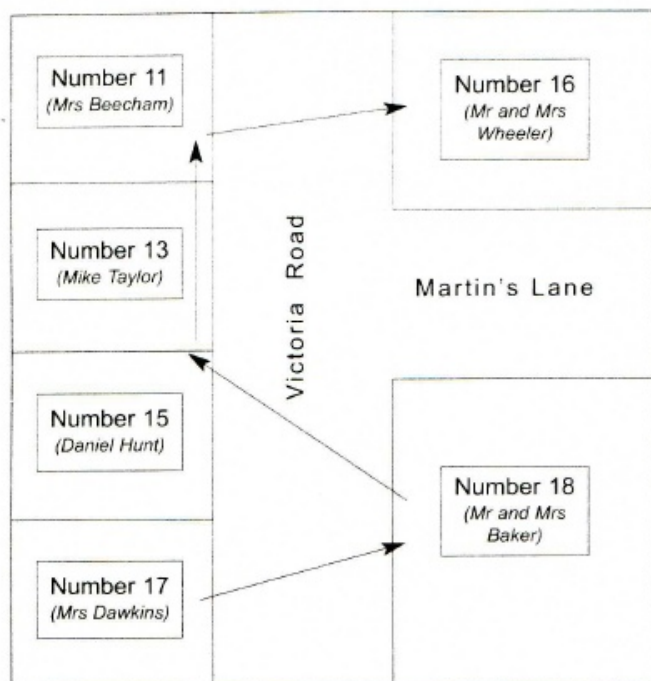 Number 11
(Mrs Beecham)
Number 16
(Mr and Mrs
Wheeler)
Number 13
(Mike Taylor)
Victoria Road
Martin's Lane
Number 15
(Daniel Hunt)
Number 18
(Mr and Mrs
Baker)
Number 17
(Mrs Dawkins)